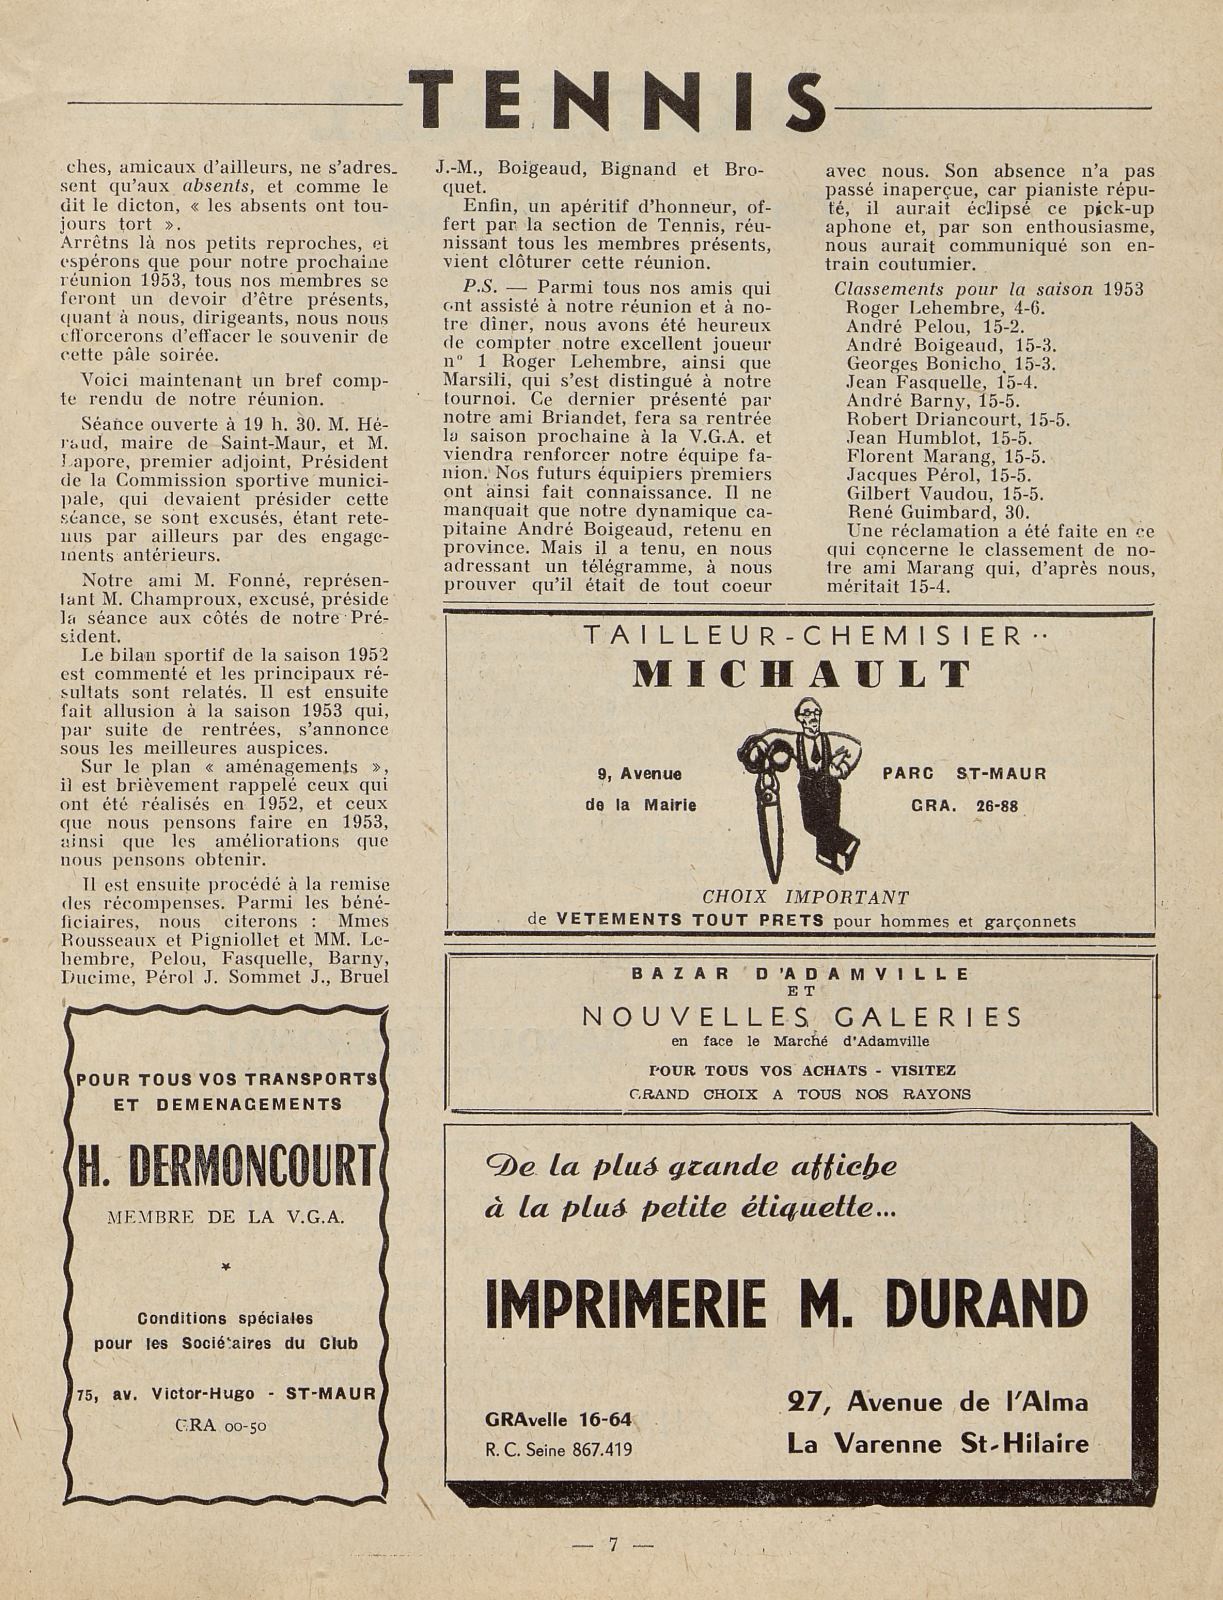 TENNIS
ches, amicaux d'ailleurs, ne s'adres-
sent qu'aux absents, et comme le
dit le dicton, « les absents ont tou-
jours tort ».
Arrêtns là nos petits reproches, et
espérons que pour notre prochaine
réunion 1953, tous nos membres se
feront un devoir d'être présents,
quant à nous, dirigeants, nous nous
efforcerons d'effacer le souvenir de
cette pâle soirée.
Voici maintenant un bref comp-
te rendu de notre réunion.
Séance ouverte à 19 h. 30. M. Hé-
raud, maire de Saint-Maur, et M.
Lapore, premier adjoint, Président
de la Commission sportive munici-
pale, qui devaient présider cette
séance, se sont excusés, étant rete-
nus par ailleurs par des engage-
ments antérieurs.
Notre ami M. Fonné, représen-
tant M. Champroux, excusé, préside
la séance aux côtés de notre Pré-
sident.
Le bilan sportif de la saison 1952
est commenté et les principaux ré-
sultats sont relatés. Il est ensuite
fait allusion à la saison 1953 qui,
par suite de rentrées, s'annonce
sous les meilleures auspices.
Sur le plan « aménagements »,
il est brièvement rappelé ceux qui
ont été réalisés en 1952, et ceux
que nous pensons faire en 1953,
ainsi que les améliorations que
nous pensons obtenir.
Il est ensuite procédé à la remise
des récompenses. Parmi les béné-
ficiaires, nous citerons : Mmes
Rousseaux et Pigniollet et MM. Le-
hembre, Pelou, Fasquelle, Barny,
Ducime, Pérol J. Sommet J., Bruel
J.-M., Boigeaud, Bignand et Bro-
quet.
Enfin, un apéritif d'honneur, of-
fert par la section de Tennis, réu-
nissant tous les membres présents,
vient clôturer cette réunion.
P.S. — Parmi tous nos amis qui
ont assisté à notre réunion et à no-
tre dîner, nous avons été heureux
de compter notre excellent joueur
n° 1 Roger Lehembre, ainsi que
Marsili, qui s'est distingué à notre
tournoi. Ce dernier présenté par
notre ami Briandet, fera sa rentrée
la saison prochaine à la V.G.A. et
viendra renforcer notre équipe fa-
nion. Nos futurs équipiers premiers
ont ainsi fait connaissance. Il ne
manquait que notre dynamique ca-
pitaine André Boigeaud, retenu en
province. Mais il a tenu, en nous
adressant un télégramme, à nous
prouver qu'il était de tout coeur
avec nous. Son absence n'a pas
passé inaperçue, car pianiste répu-
té, il aurait éclipsé ce pick-up
aphone et, par son enthousiasme,
nous aurait communiqué son en-
train coutumier.
Classements pour la saison 1953
Roger Lehembre, 4-6.
André Pelou, 15-2.
André Boigeaud, 15-3.
Georges Bonicho, 15-3.
Jean Fasquelle, 15-4.
André Barny, 15-5.
Robert Driancourt, 15-5.
Jean Humblot, 15-5.
Florent Marang, 15-5.
Jacques Pérol, 15-5.
Gilbert Vaudou, 15-5.
René Guimbard, 30.
Une réclamation a été faite en ce
qui concerne le classement de no-
tre ami Marang qui, d'après nous,
méritait 15-4.
TAILLEUR-CHEMISIER
MICHAULT
9, Avenue
de la Mairie
PARC ST-MAUR
GRA. 26-88
CHOIX IMPORTANT
de VETEMENTS TOUT PRETS pour hommes et garçonnets
BAZAR D'ADAMVILLE
ET
NOUVELLES GALERIES
en face le Marché d'Adamville
POUR TOUS VOS ACHATS - VISITEZ
GRAND CHOIX A TOUS NOS RAYONS
POUR TOUS VOS TRANSPORTS
ET DEMENAGEMENTS
H. DERMONCOURT
MEMBRE DE LA V.G.A.
Conditions spéciales
pour les Sociétaires du Club
75, av. Victor-Hugo - ST-MAUR
GRA 00-50
De la plus grande affiche
à la plus petite étiquette...
IMPRIMERIE M. DURAND
GRAvelle 16-64
R. C. Seine 867.419
27, Avenue de l'Alma
La Varenne St-Hilaire
— 7 —